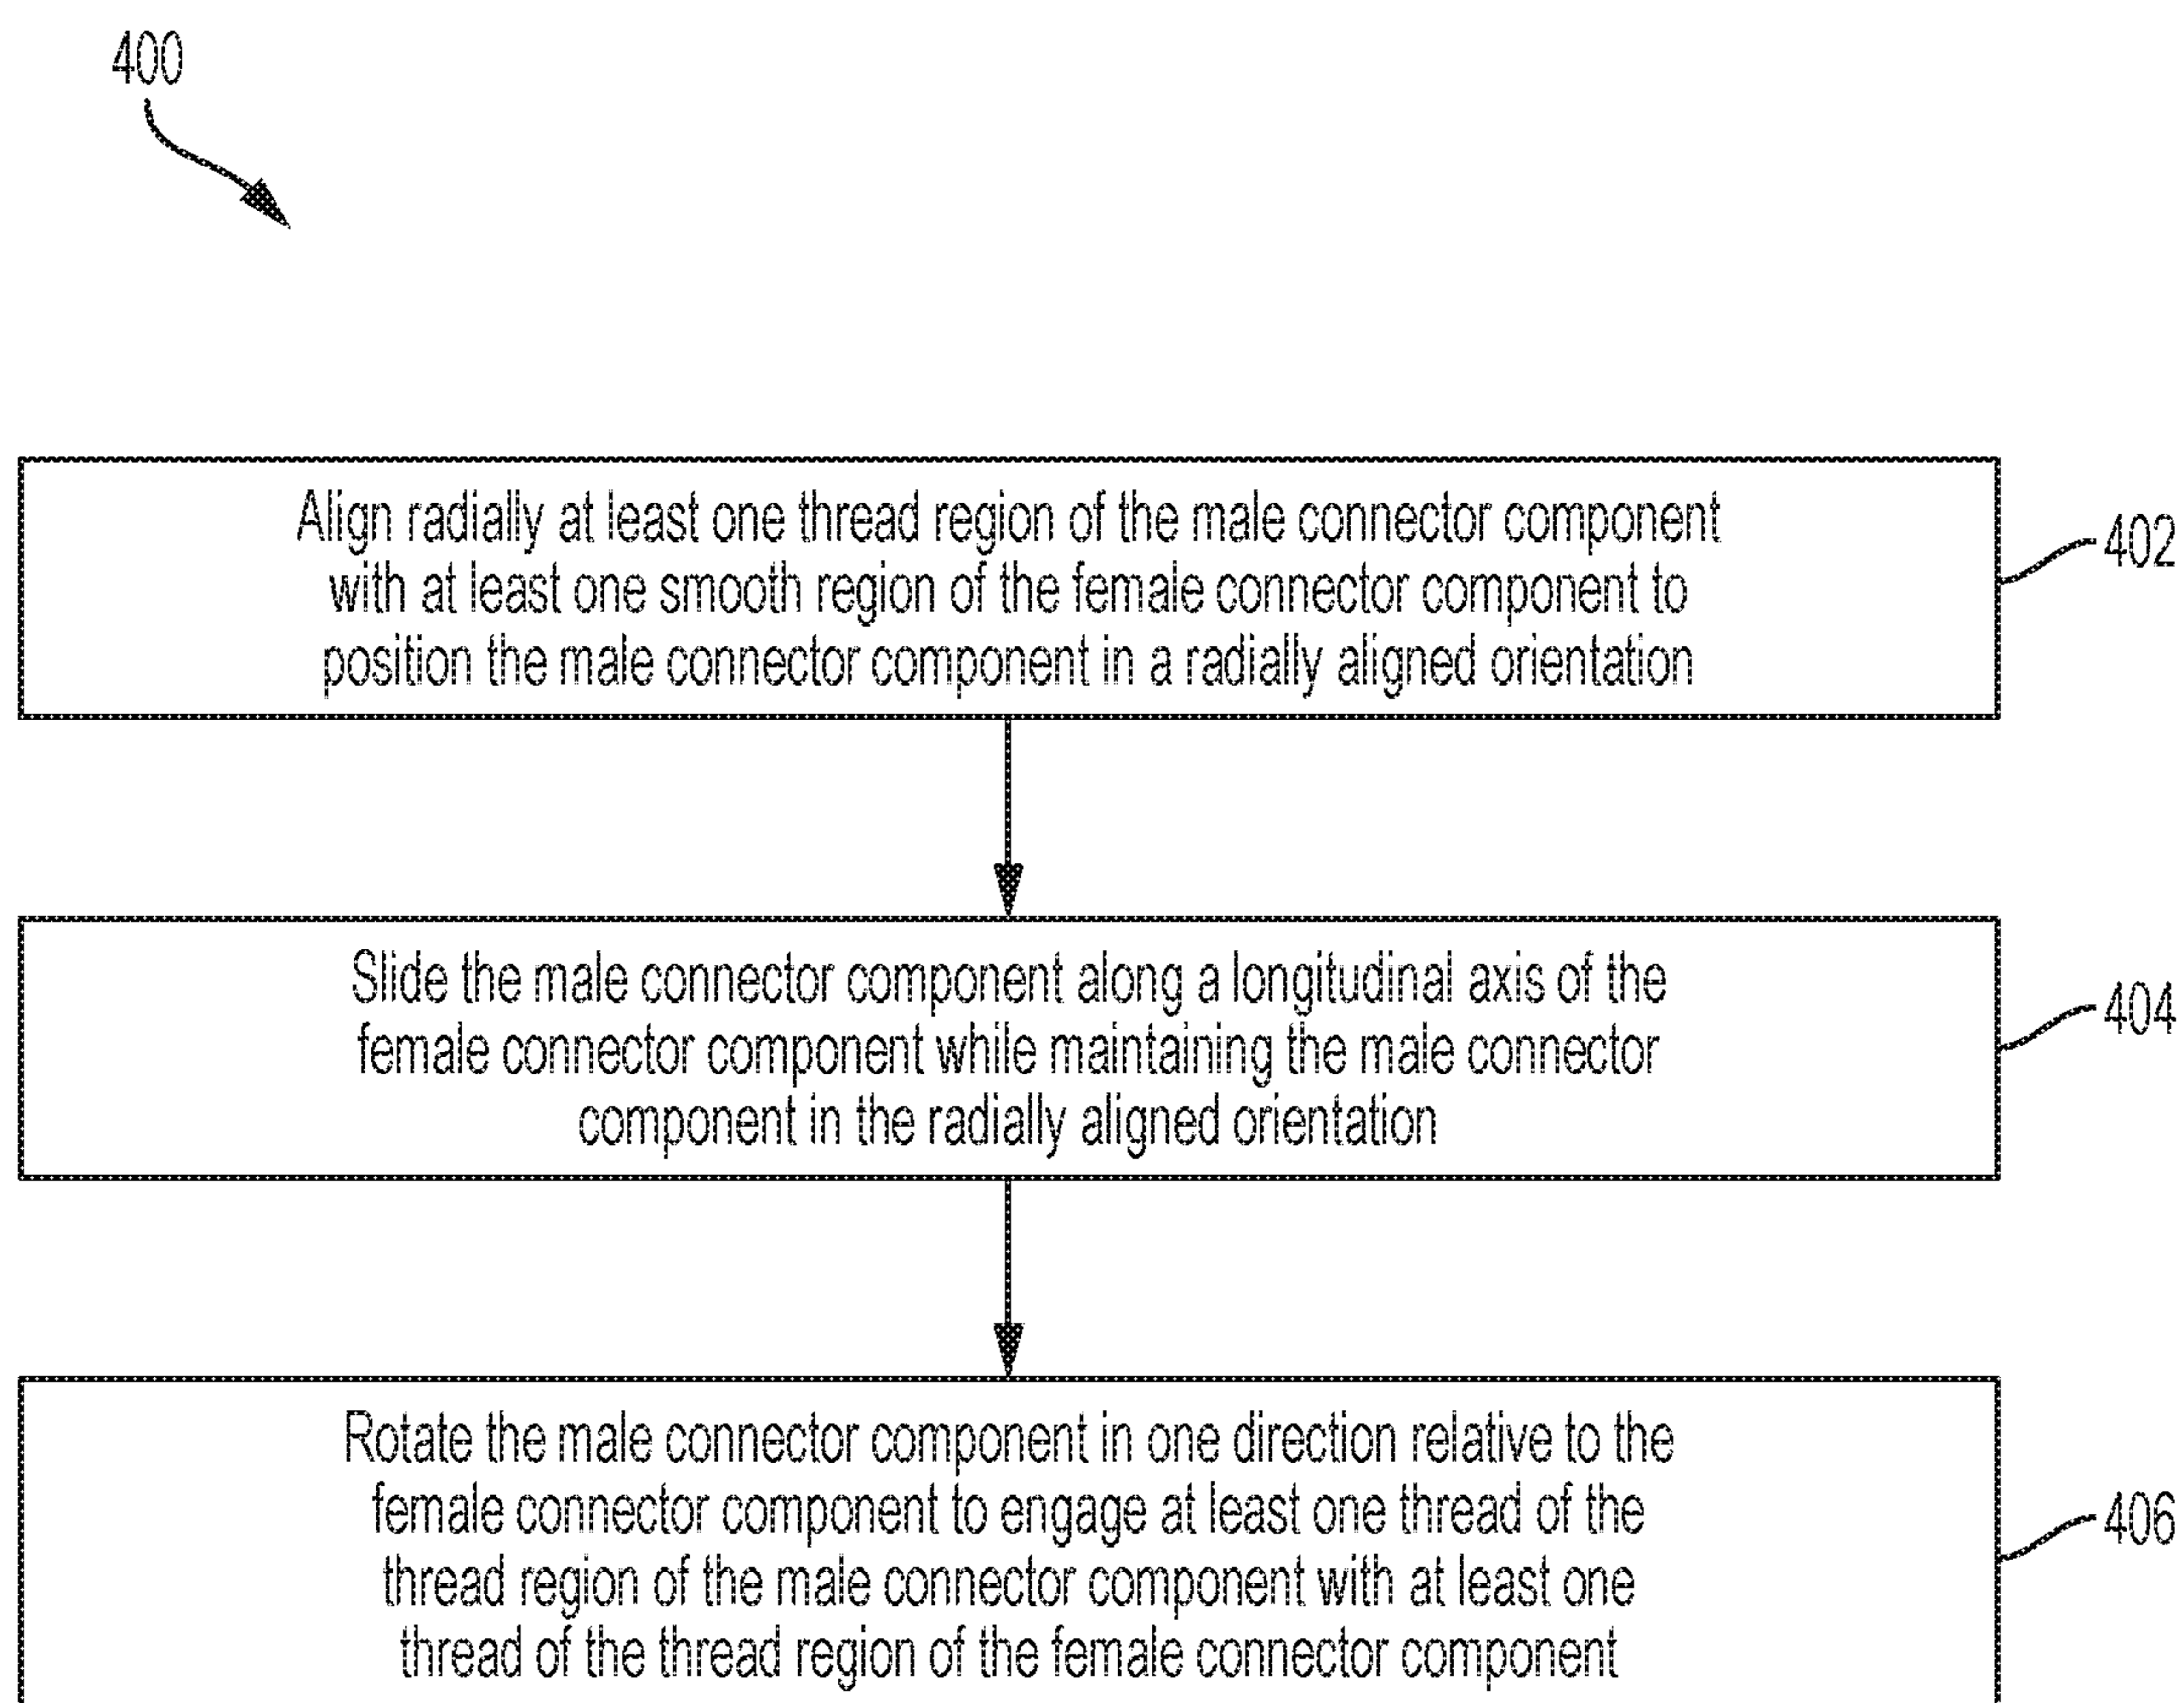 400
Align radially at least one thread region of the male connector component
with at least one smooth region of the female connector component to
position the male connector component in a radially aligned orientation
402
Slide the male connector component along a longitudinal axis of the
female connector component while maintaining the male connector
component in the radially aligned orientation
404
Rotate the male connector component in one direction relative to the
female connector component to engage at least one thread of the
thread region of the male connector component with at least one
thread of the thread region of the female connector component
406